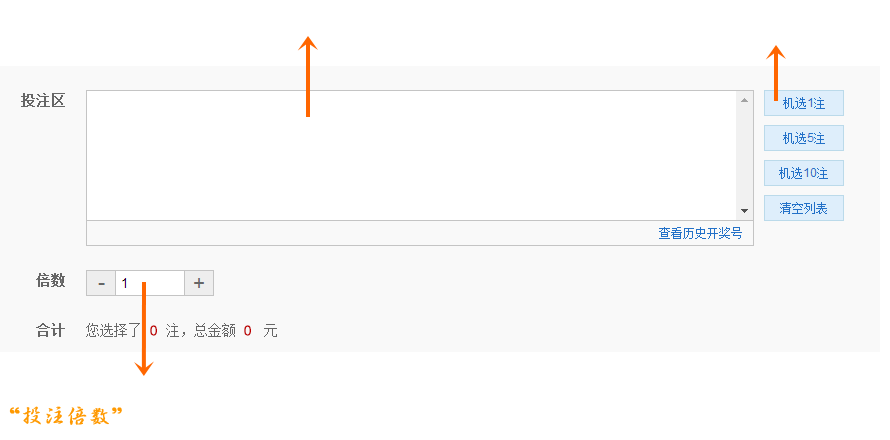 投注区
机选1注
机选5注
机选10注
清空列表
查看历史开奖号
倍数 - 1 +
合计 您选择了 0 注，总金额 0 元
“投注倍数”